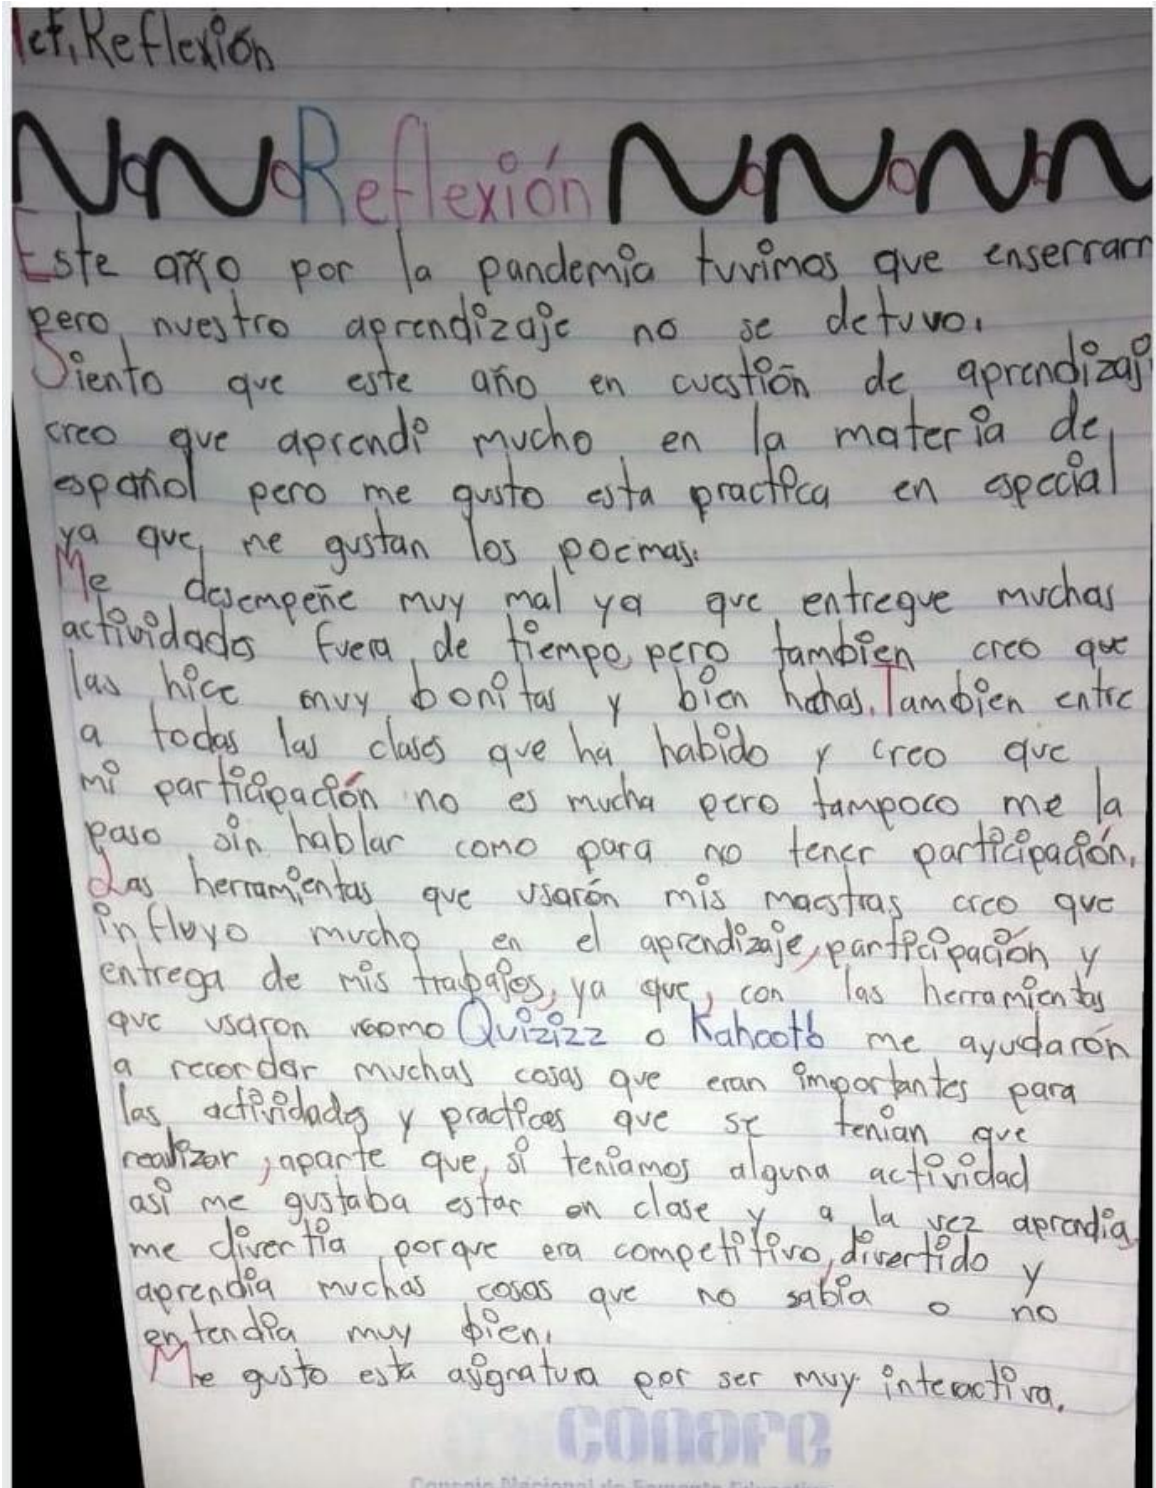 Act. Reflexión
Reflexión
Este año por la pandemia tuvimos que enserrarn
pero nuestro aprendizaje no se detuvo.
Siento que este año en cuestión de aprendizaj
creo que aprendi mucho en la materia de
español pero me gusto esta practica en especial
ya que me gustan los poemas.
Me desempeñe muy mal ya que entregue muchas
actividades fuera de tiempo, pero tambien creo que
las hice muy bonitas y bien hechas. Tambien entre
a todas las clases que ha habido y creo que
mi participación no es mucha pero tampoco me la
paso sin hablar como para no tener participación.
Las herramientas que usarón mis maestras creo que
influyo mucho en el aprendizaje, participación y
entrega de mis trabajos, ya que, con las herramientas
que usaron como Quizizz o Kahoot me ayudarón
a recordar muchas cosas que eran importantes para
las actividades y practicas que se tenian que
realizar, aparte que, si teniamos alguna actividad
asi me gustaba estar en clase y a la vez aprendia,
me divertia porque era competitivo, divertido y
aprendia muchas cosas que no sabia o no
entendia muy bien.
Me gusto esta asignatura por ser muy interactiva.
conafe
Consejo Nacional de Fomento